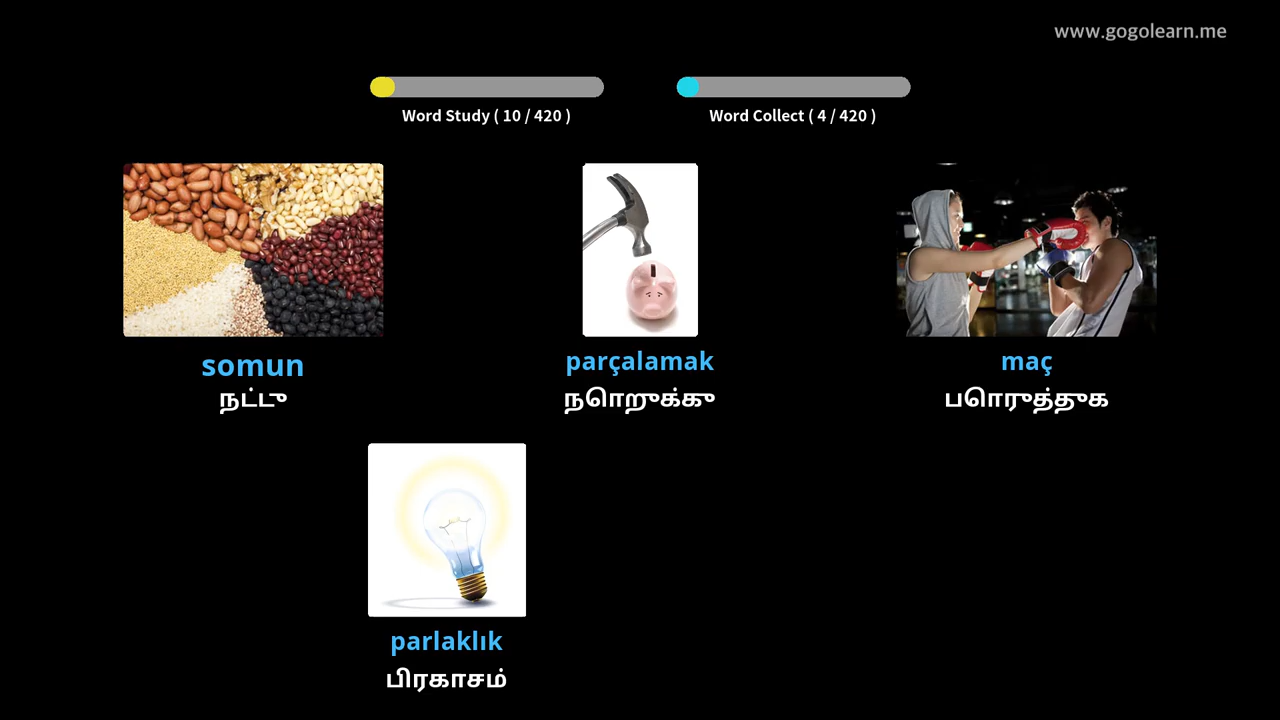 www.gogolearn.me
Word Study ( 10 / 420 )
Word Collect ( 4 / 420 )
somun
நட்டு
parçalamak
நொறுக்கு
maç
பொருத்துக
parlaklık
பிரகாசம்